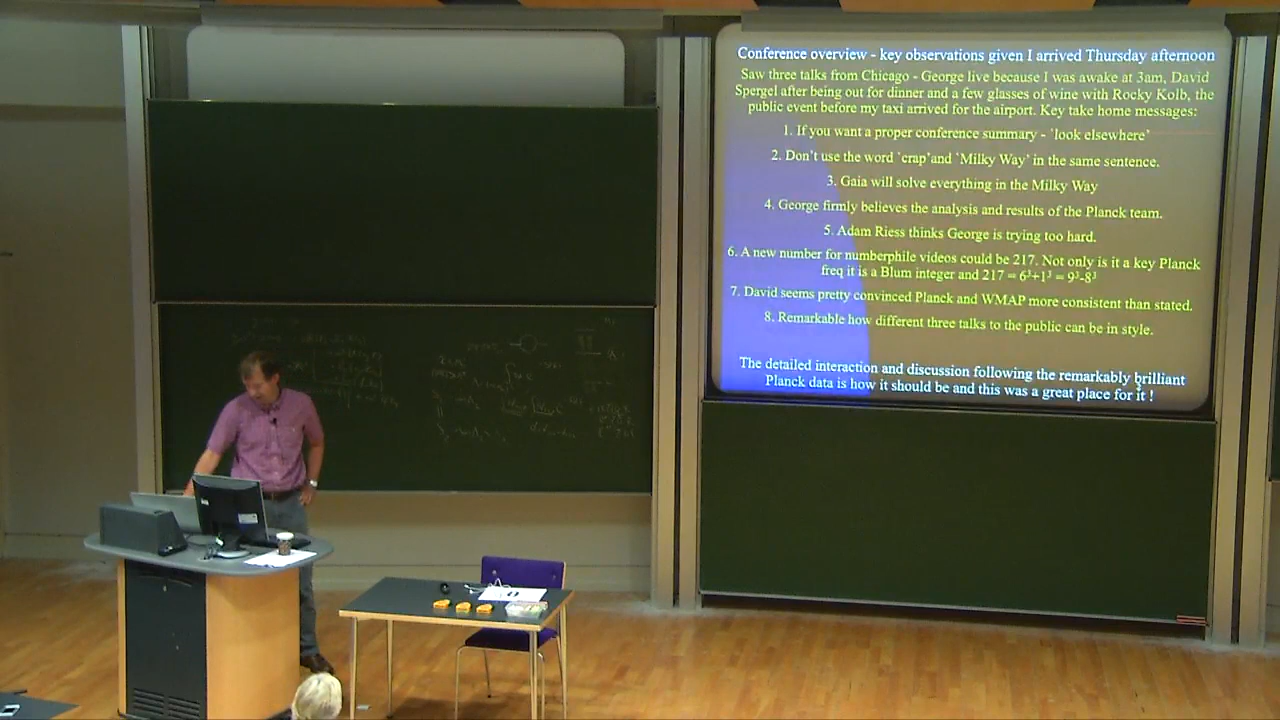 Conference overview - key observations given I arrived Thursday afternoon
Saw three talks from Chicago - George live because I was awake at 3am, David
Spergel after being out for dinner and a few glasses of wine with Rocky Kolb, the
public event before my taxi arrived for the airport. Key take home messages:
1. If you want a proper conference summary - `look elsewhere'
2. Don't use the word `crap'and `Milky Way' in the same sentence.
3. Gaia will solve everything in the Milky Way
4. George firmly believes the analysis and results of the Planck team.
5. Adam Riess thinks George is trying too hard.
6. A new number for numberphile videos could be 217. Not only is it a key Planck
freq it is a Blum integer and 217 = 6³+1³ = 9³-8³
7. David seems pretty convinced Planck and WMAP more consistent than stated.
8. Remarkable how different three talks to the public can be in style.
The detailed interaction and discussion following the remarkably brilliant
Planck data is how it should be and this was a great place for it !